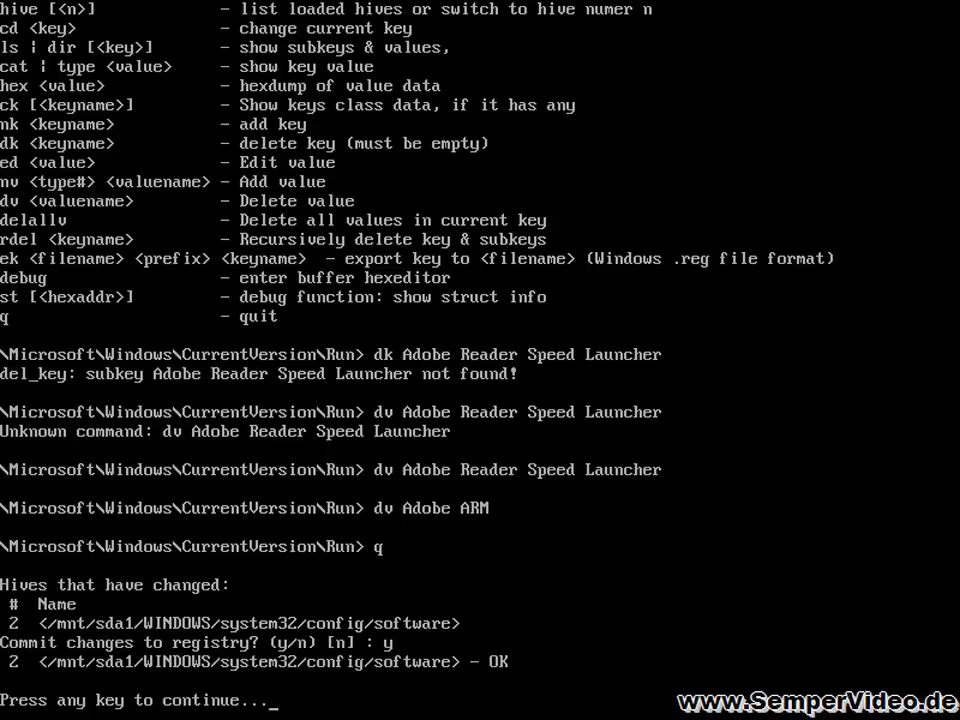 hive [<n>] - list loaded hives or switch to hive numer n
cd <key> - change current key
ls | dir [<key>] - show subkeys & values,
cat | type <value> - show key value
hex <value> - hexdump of value data
ck [<keyname>] - Show keys class data, if it has any
nk <keyname> - add key
dk <keyname> - delete key (must be empty)
ed <value> - Edit value
nv <type#> <valuename> - Add value
dv <valuename> - Delete value
delallv - Delete all values in current key
rdel <keyname> - Recursively delete key & subkeys
ek <filename> <prefix> <keyname> - export key to <filename> (Windows .reg file format)
debug - enter buffer hexeditor
st [<hexaddr>] - debug function: show struct info
q - quit
\Microsoft\Windows\CurrentVersion\Run> dk Adobe Reader Speed Launcher
del_key: subkey Adobe Reader Speed Launcher not found!
\Microsoft\Windows\CurrentVersion\Run> dv Adobe Reader Speed Launcher
Unknown command: dv Adobe Reader Speed Launcher
\Microsoft\Windows\CurrentVersion\Run> dv Adobe Reader Speed Launcher
\Microsoft\Windows\CurrentVersion\Run> dv Adobe ARM
\Microsoft\Windows\CurrentVersion\Run> q
Hives that have changed:
# Name
2 </mnt/sda1/WINDOWS/system32/config/software>
Commit changes to registry? (y/n) [n] : y
2 </mnt/sda1/WINDOWS/system32/config/software> - OK
Press any key to continue..._
www.SemperVideo.de